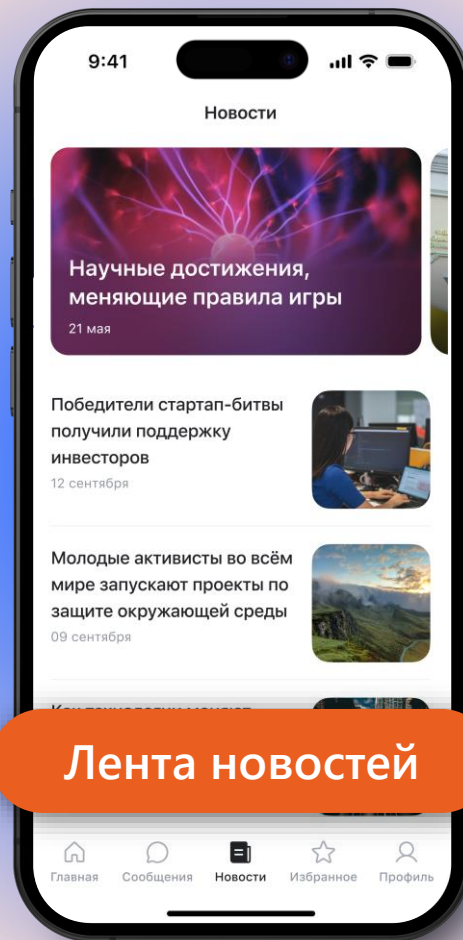 9:41
Новости
Научные достижения,
меняющие правила игры
21 мая
Победители стартап-битвы
получили поддержку
инвесторов
12 сентября
Молодые активисты во всём
мире запускают проекты по
защите окружающей среды
09 сентября
Лента новостей
Главная
Сообщения
Новости
Избранное
Профиль